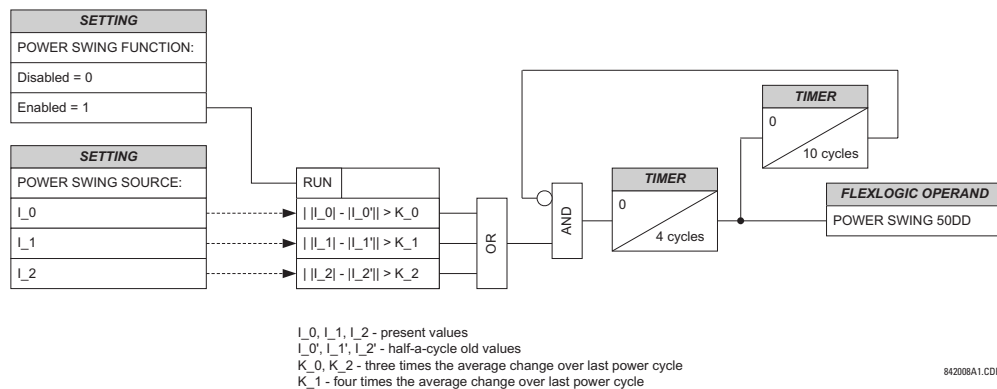 SETTING
POWER SWING FUNCTION:
Disabled = 0
Enabled = 1
SETTING
POWER SWING SOURCE:
I_0
I_1
I_2
RUN
| |I_0| - |I_0'|| > K_0
| |I_1| - |I_1'|| > K_1
| |I_2| - |I_2'|| > K_2
OR
AND
TIMER
0
4 cycles
TIMER
0
10 cycles
FLEXLOGIC OPERAND
POWER SWING 50DD
I_0, I_1, I_2 - present values
I_0', I_1', I_2' - half-a-cycle old values
K_0, K_2 - three times the average change over last power cycle
K_1 - four times the average change over last power cycle